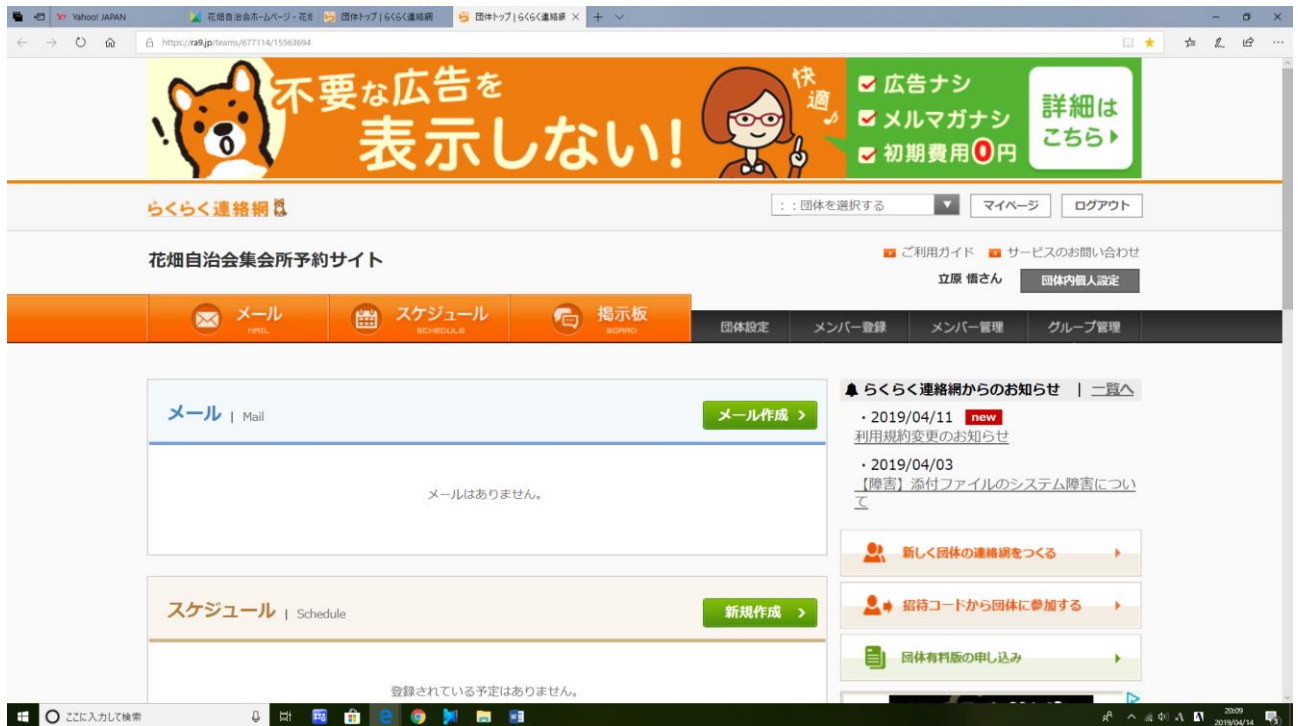 Yahoo! JAPAN
花畑自治会ホームページ - 花
団体トップ | らくらく連絡網
団体トップ | らくらく連絡網
https://ra9.jp/teams/677114/15563694
不要な広告を
表示しない!
快適♪
広告ナシ
メルマガナシ
初期費用0円
詳細は
こちら
らくらく連絡網
: : 団体を選択する
マイページ
ログアウト
花畑自治会集会所予約サイト
ご利用ガイド
サービスのお問い合わせ
立原 悟さん
団体内個人設定
メール
MAIL
スケジュール
SCHEDULE
掲示板
BOARD
団体設定
メンバー登録
メンバー管理
グループ管理
メール | Mail
メール作成
メールはありません。
スケジュール | Schedule
新規作成
登録されている予定はありません。
らくらく連絡網からのお知らせ | 一覧へ
・2019/04/11 new
利用規約変更のお知らせ
・2019/04/03
【障害】添付ファイルのシステム障害につい
て
新しく団体の連絡網をつくる
招待コードから団体に参加する
団体有料版の申し込み
ここに入力して検索
20:09
2019/04/14